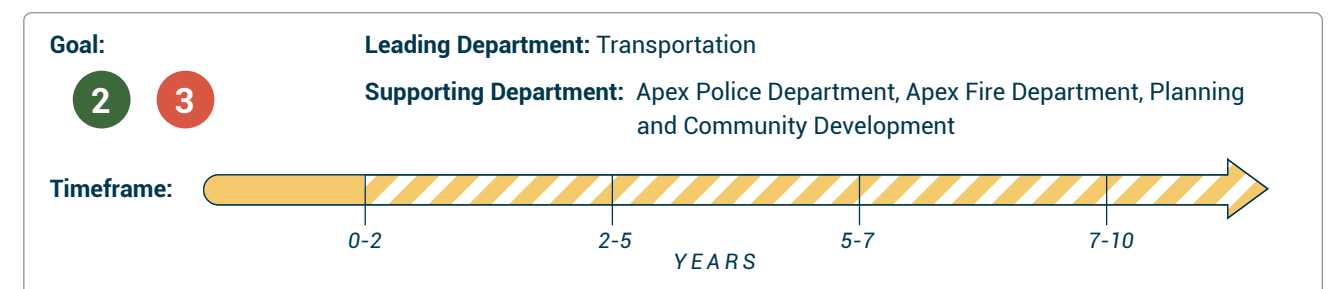 Goal:
2 3
Leading Department: Transportation
Supporting Department: Apex Police Department, Apex Fire Department, Planning
and Community Development
Timeframe:
0-2 2-5 5-7 7-10
YEARS